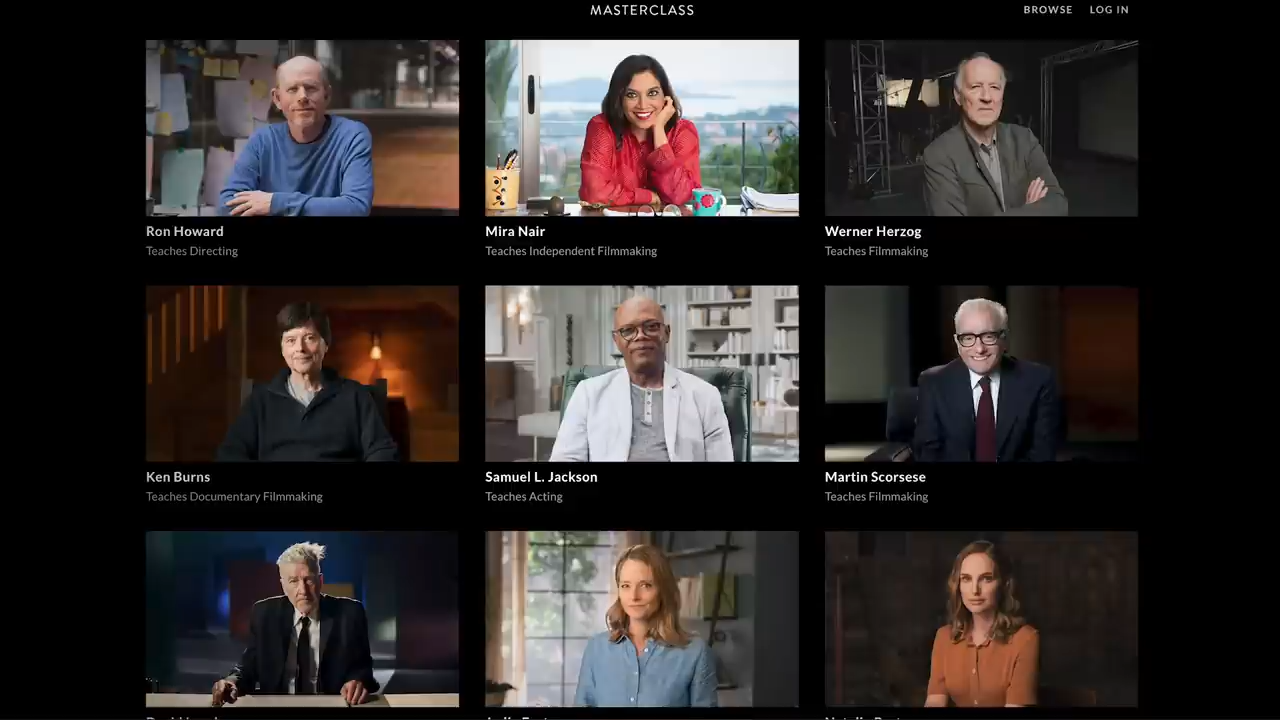 MASTERCLASS
BROWSE LOG IN
Ron Howard
Teaches Directing
Mira Nair
Teaches Independent Filmmaking
Werner Herzog
Teaches Filmmaking
Ken Burns
Teaches Documentary Filmmaking
Samuel L. Jackson
Teaches Acting
Martin Scorsese
Teaches Filmmaking